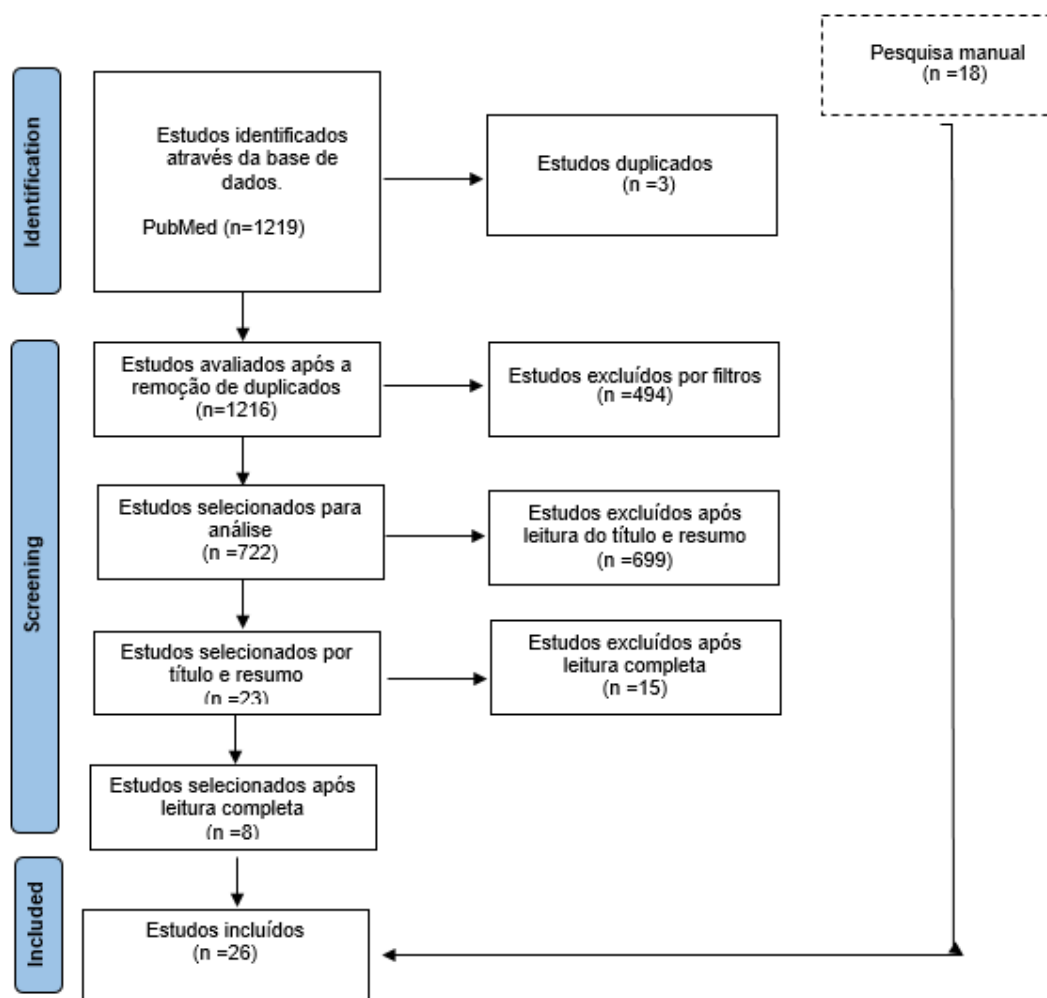 Pesquisa manual
(n =18)
Identification
Estudos identificados
através da base de
dados.
PubMed (n=1219)
Estudos duplicados
(n =3)
Screening
Estudos avaliados após a
remoção de duplicados
(n=1216)
Estudos excluídos por filtros
(n =494)
Estudos selecionados para
análise
(n =722)
Estudos excluídos após
leitura do título e resumo
(n =699)
Estudos selecionados por
título e resumo
(n =23)
Estudos excluídos após
leitura completa
(n =15)
Estudos selecionados após
leitura completa
(n =8)
Included
Estudos incluídos
(n =26)